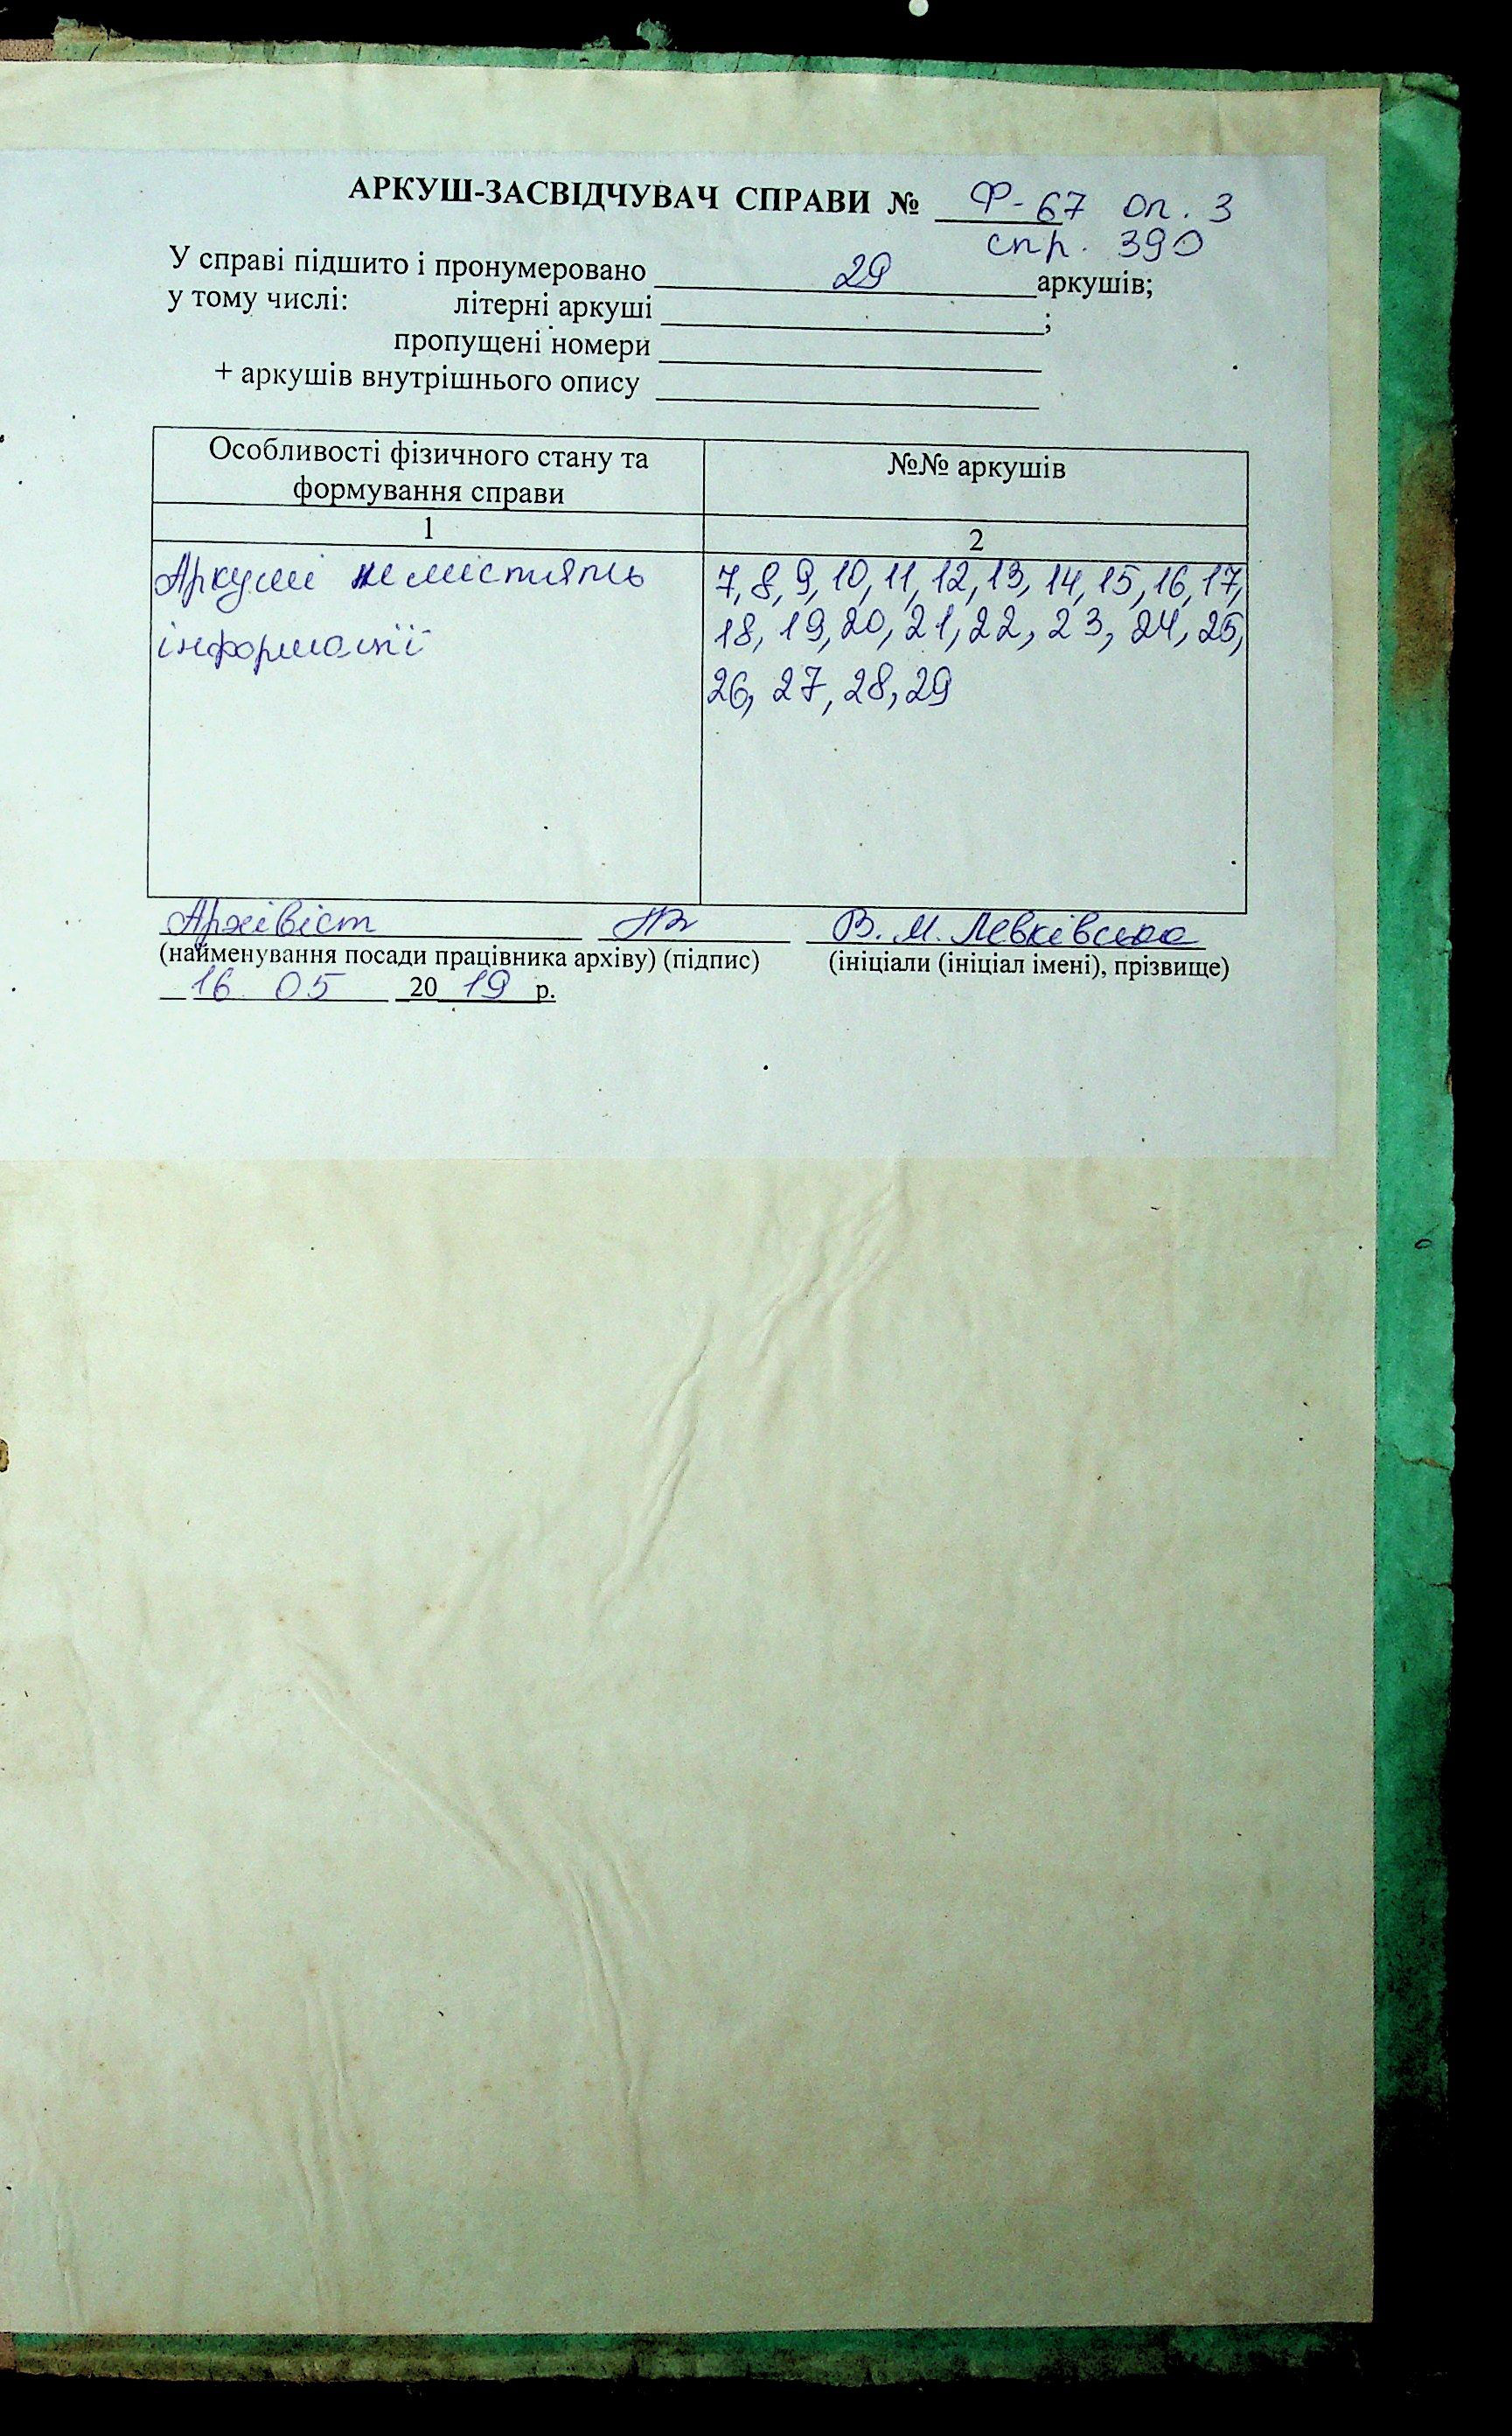 АРКУШ-ЗАСВІДЧУВАЧ СПРАВИ № Ф-67 оп. 3
спр. 390
У справі підшито і пронумеровано 29 аркушів;
у тому числі: літерні аркуші ;
пропущені номери
+ аркушів внутрішнього опису
Особливості фізичного стану та формування справи
№№ аркушів
1
2
Аркуші не містять
інформації
7, 8, 9, 10, 11, 12, 13, 14, 15, 16, 17,
18, 19, 20, 21, 22, 23, 24, 25,
26, 27, 28, 29
Архівіст В. М. Левківська
(найменування посади працівника архіву) (підпис) (ініціали (ініціал імені), прізвище)
16 05 2019 р.